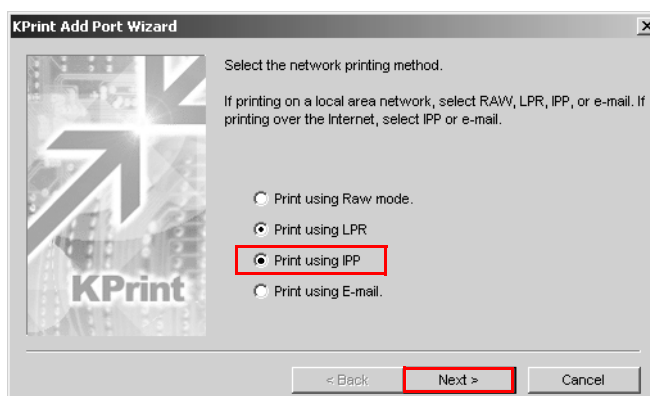 KPrint Add Port Wizard
Select the network printing method.
If printing on a local area network, select RAW, LPR, IPP, or e-mail. If
printing over the Internet, select IPP or e-mail.
Print using Raw mode.
Print using LPR
Print using IPP
Print using E-mail.
KPrint
< Back
Next >
Cancel